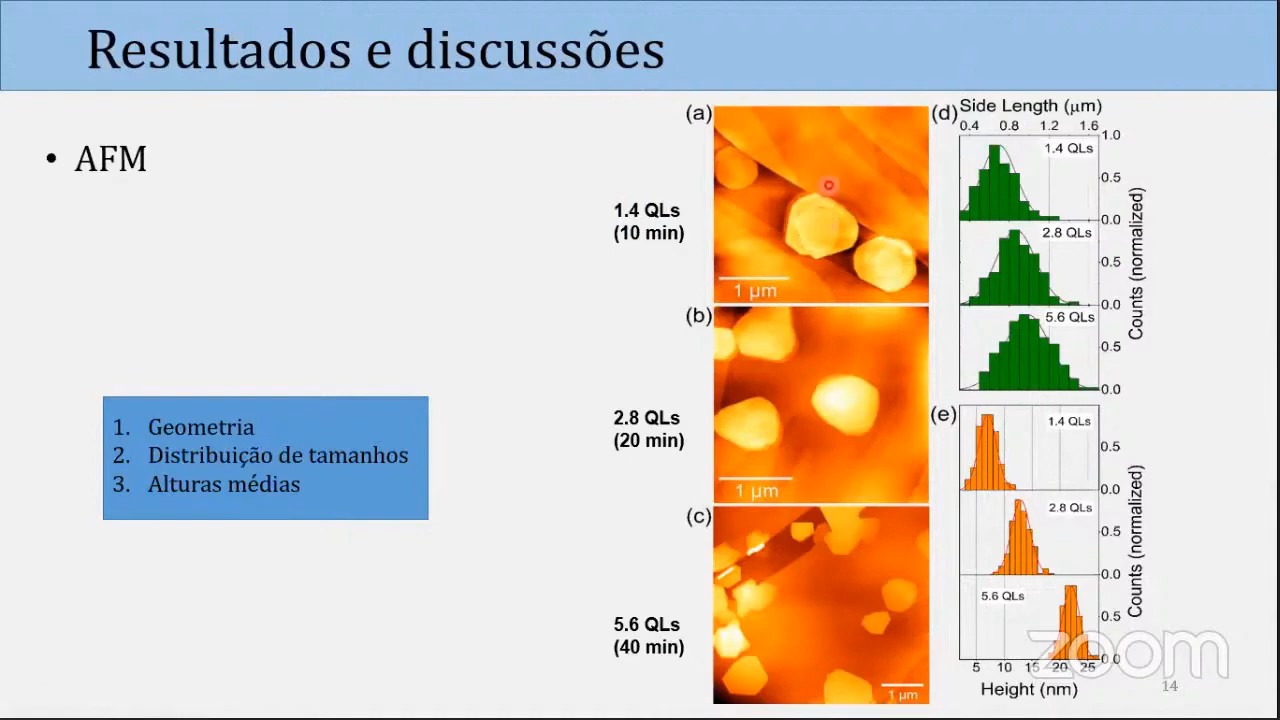 Resultados e discussões
• AFM
1. Geometria
2. Distribuição de tamanhos
3. Alturas médias
1.4 QLs
(10 min)
2.8 QLs
(20 min)
5.6 QLs
(40 min)
(a)
1 µm
(b)
1 µm
(c)
1 µm
(d)
Side Length (µm)
0.4 0.8 1.2 1.6
1.4 QLs
1.0
0.5
0.0
2.8 QLs
0.5
0.0
5.6 QLs
0.5
0.0
Counts (normalized)
(e)
1.4 QLs
0.5
0.0
2.8 QLs
0.5
0.0
5.6 QLs
0.5
0.0
Counts (normalized)
5 10 15 20 25
Height (nm)
zoom
14